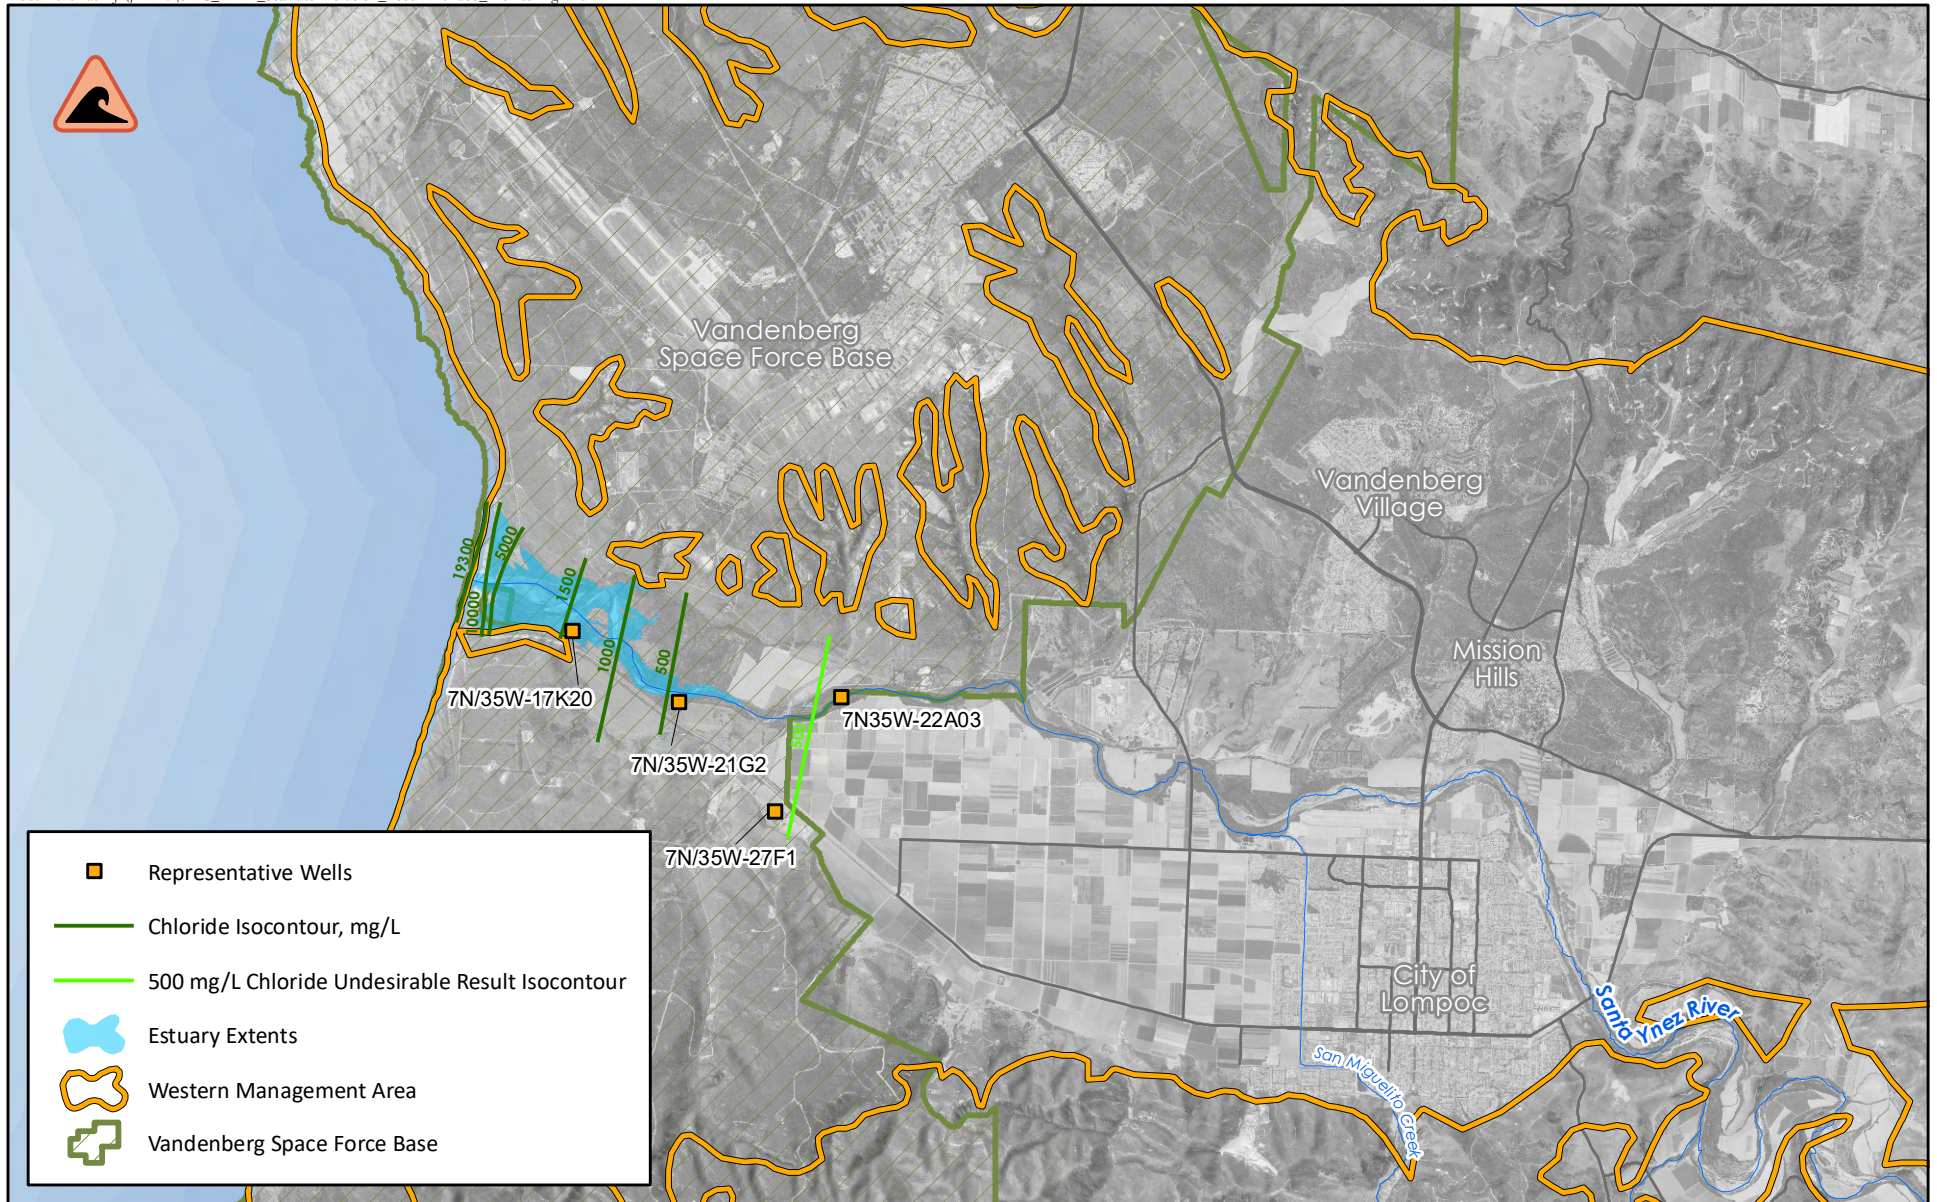 Vandenberg
Space Force Base
Vandenberg
Village
Mission
Hills
19300
10000
5000
1500
1000
500
500
7N/35W-17K20
7N/35W-21G2
7N35W-22A03
7N/35W-27F1
City of
Lompoc
Santa Ynez River
San Miguelito Creek
Representative Wells
Chloride Isocontour, mg/L
500 mg/L Chloride Undesirable Result Isocontour
Estuary Extents
Western Management Area
Vandenberg Space Force Base